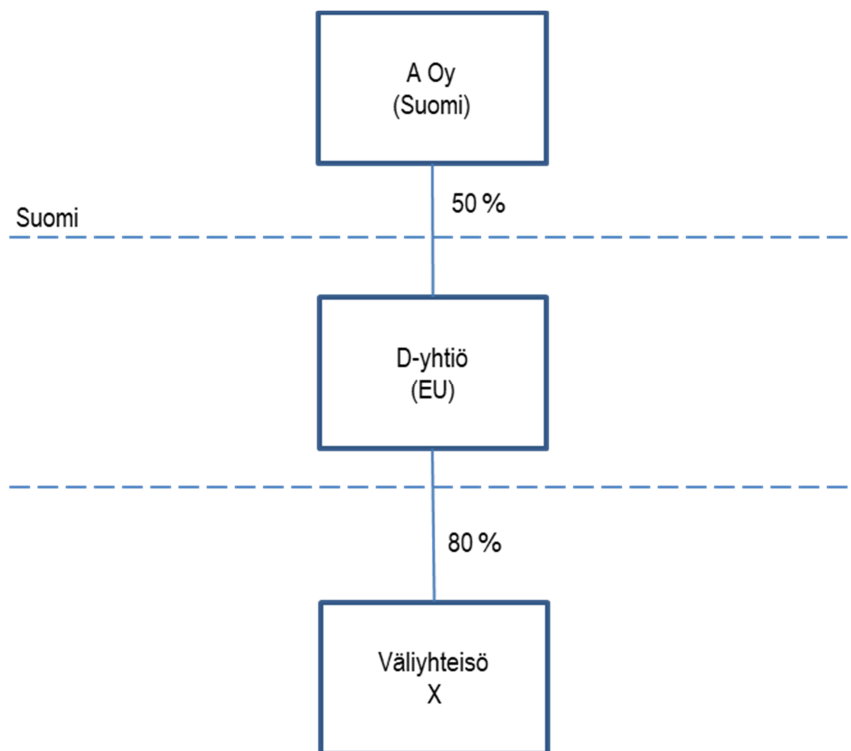 A Oy
(Suomi)
50 %
Suomi
D-yhtiö
(EU)
80 %
Väliyhteisö
X